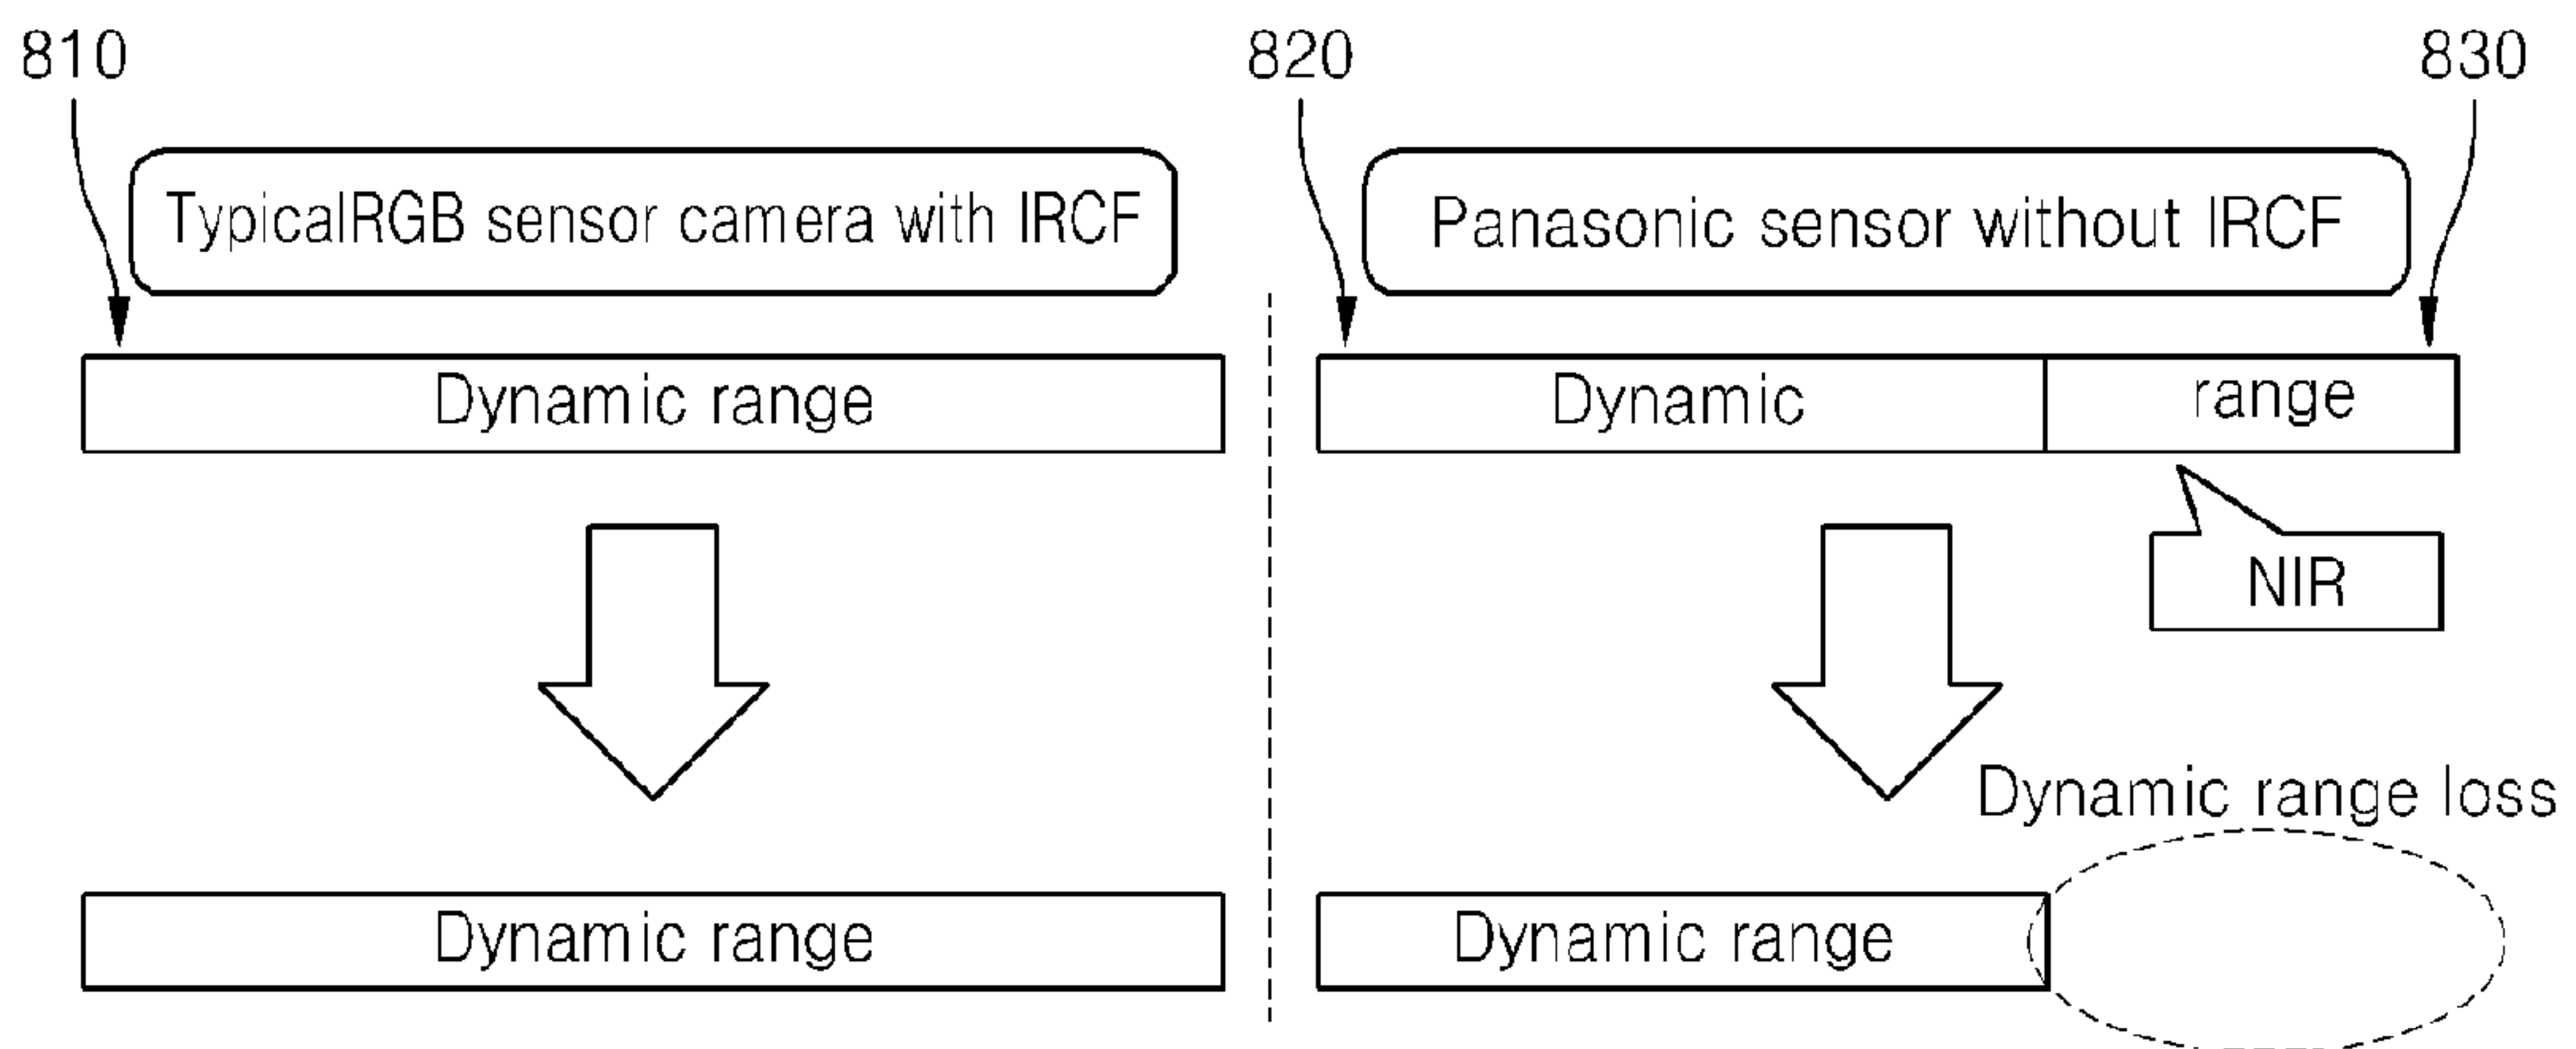 810
820
830
TypicalRGB sensor camera with IRCF
Panasonic sensor without IRCF
Dynamic range
Dynamic
range
NIR
Dynamic range loss
Dynamic range
Dynamic range